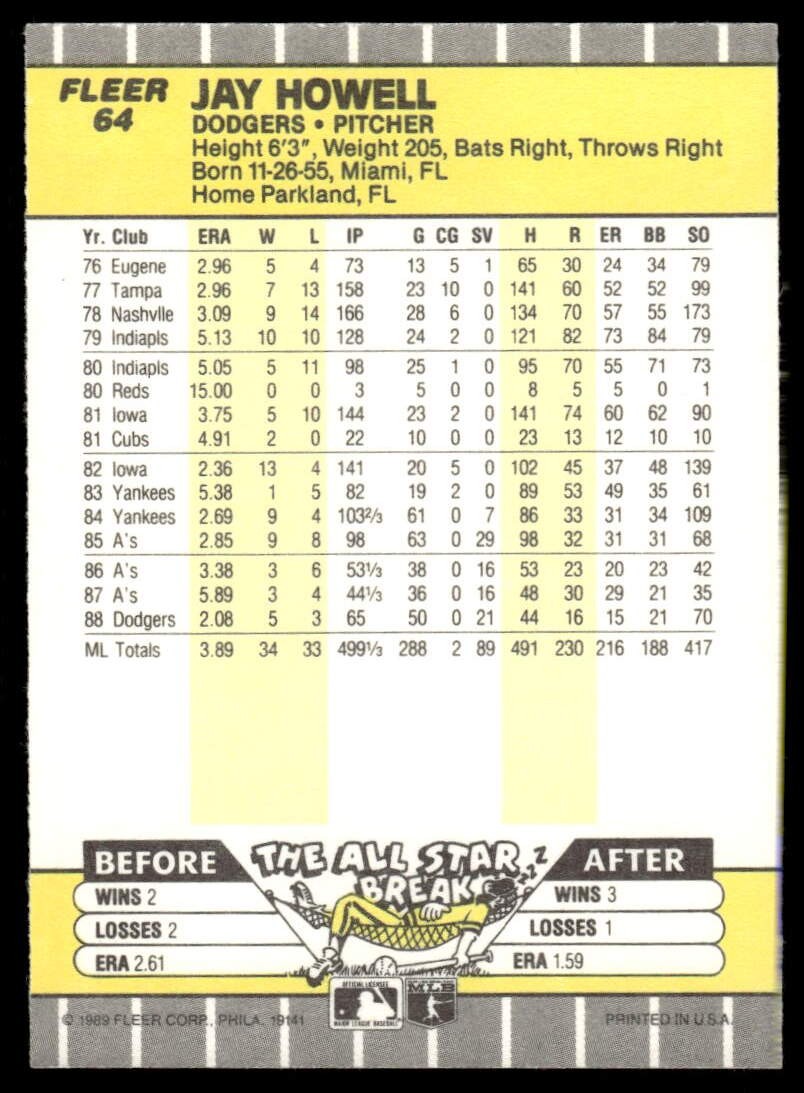 FLEER
64
JAY HOWELL
DODGERS • PITCHER
Height 6'3", Weight 205, Bats Right, Throws Right
Born 11-26-55, Miami, FL
Home Parkland, FL
Yr. Club ERA W L IP G CG SV H R ER BB SO
76 Eugene 2.96 5 4 73 13 5 1 65 30 24 34 79
77 Tampa 2.96 7 13 158 23 10 0 141 60 52 52 99
78 Nashvlle 3.09 9 14 166 28 6 0 134 70 57 55 173
79 Indiapls 5.13 10 10 128 24 2 0 121 82 73 84 79
80 Indiapls 5.05 5 11 98 25 1 0 95 70 55 71 73
80 Reds 15.00 0 0 3 5 0 0 8 5 5 0 1
81 Iowa 3.75 5 10 144 23 2 0 141 74 60 62 90
81 Cubs 4.91 2 0 22 10 0 0 23 13 12 10 10
82 Iowa 2.36 13 4 141 20 5 0 102 45 37 48 139
83 Yankees 5.38 1 5 82 19 2 0 89 53 49 35 61
84 Yankees 2.69 9 4 103⅔ 61 0 7 86 33 31 34 109
85 A's 2.85 9 8 98 63 0 29 98 32 31 31 68
86 A's 3.38 3 6 53⅓ 38 0 16 53 23 20 23 42
87 A's 5.89 3 4 44⅓ 36 0 16 48 30 29 21 35
88 Dodgers 2.08 5 3 65 50 0 21 44 16 15 21 70
ML Totals 3.89 34 33 499⅓ 288 2 89 491 230 216 188 417
BEFORE THE ALL STAR BREAK ZZZZ AFTER
WINS 2 WINS 3
LOSSES 2 LOSSES 1
ERA 2.61 ERA 1.59
OFFICIAL LICENSEE
MAJOR LEAGUE BASEBALL
MLB
© 1989 FLEER CORP., PHILA. 19141 PRINTED IN U.S.A.